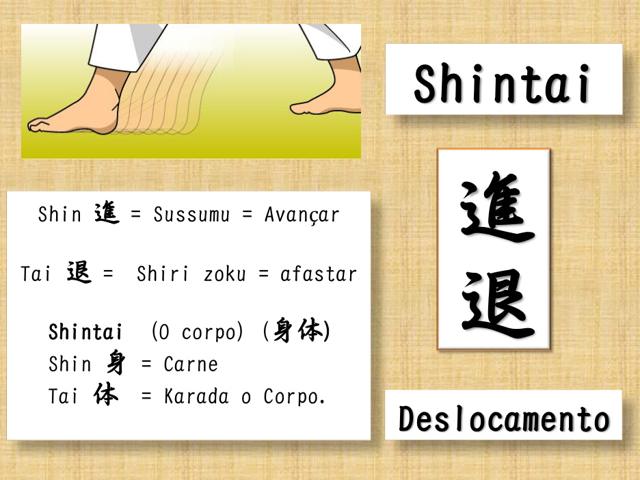 Shintai
進
退
Shin 進 = Sussumu = Avançar
Tai 退 = Shiri zoku = afastar
Shintai (O corpo) (身体)
Shin 身 = Carne
Tai 体 = Karada o Corpo.
Deslocamento